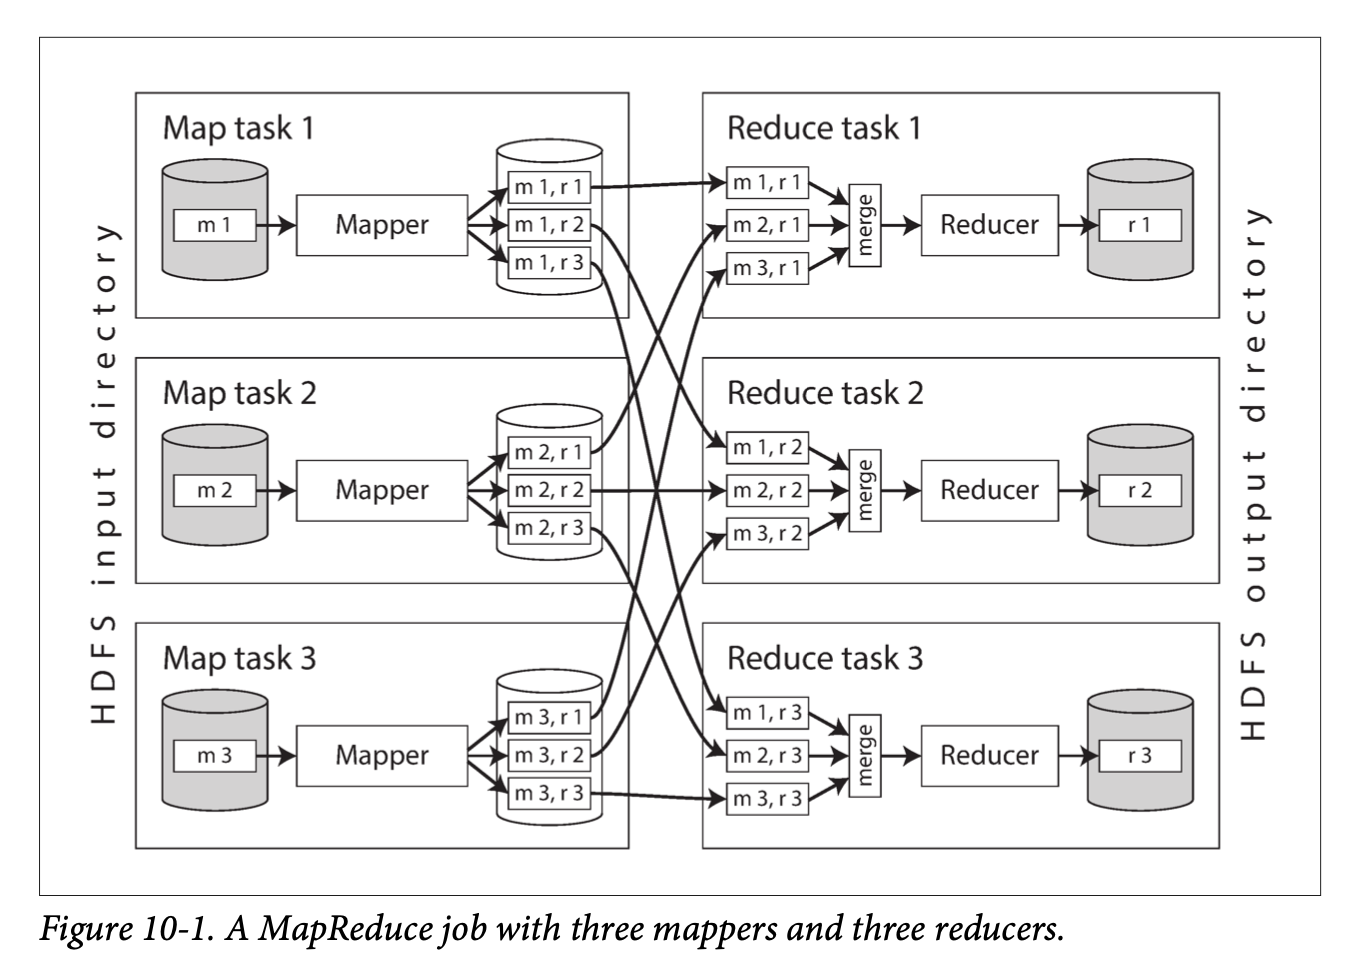 HDFS input directory
Map task 1
m 1
Mapper
m 1, r 1
m 1, r 2
m 1, r 3
Map task 2
m 2
Mapper
m 2, r 1
m 2, r 2
m 2, r 3
Map task 3
m 3
Mapper
m 3, r 1
m 3, r 2
m 3, r 3
Reduce task 1
m 1, r 1
m 2, r 1
m 3, r 1
merge
Reducer
r 1
Reduce task 2
m 1, r 2
m 2, r 2
m 3, r 2
merge
Reducer
r 2
Reduce task 3
m 1, r 3
m 2, r 3
m 3, r 3
merge
Reducer
r 3
HDFS output directory
Figure 10-1. A MapReduce job with three mappers and three reducers.